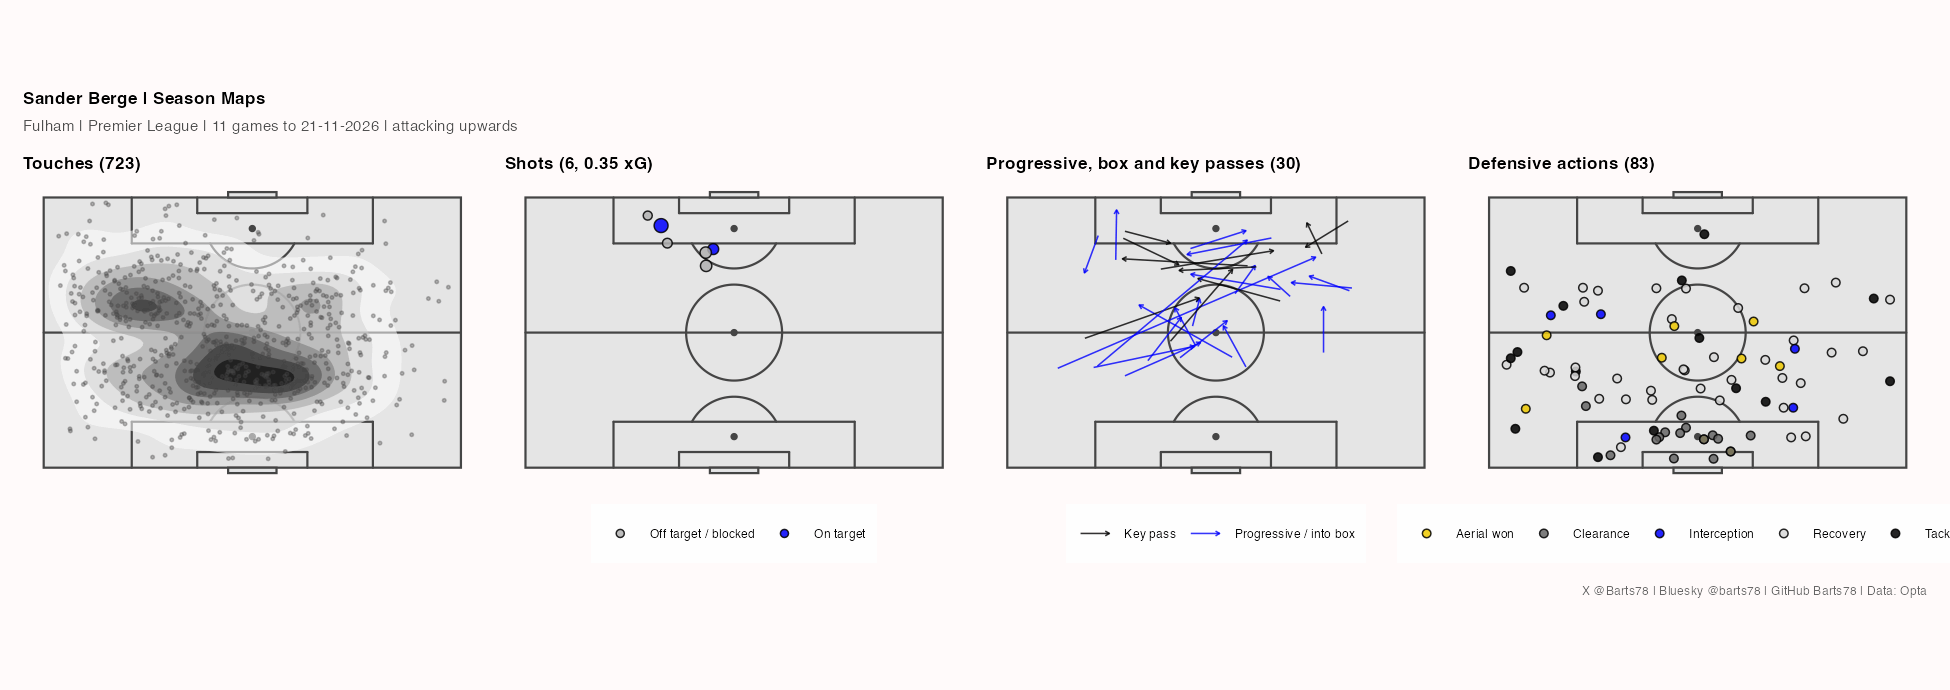 Sander Berge | Season Maps
Fulham | Premier League | 11 games to 21-11-2026 | attacking upwards
Touches (723)
Shots (6, 0.35 xG)
Progressive, box and key passes (30)
Defensive actions (83)
Off target / blocked
On target
Key pass
Progressive / into box
Aerial won
Clearance
Interception
Recovery
Tack
X @Barts78 | Bluesky @barts78 | GitHub Barts78 | Data: Opta